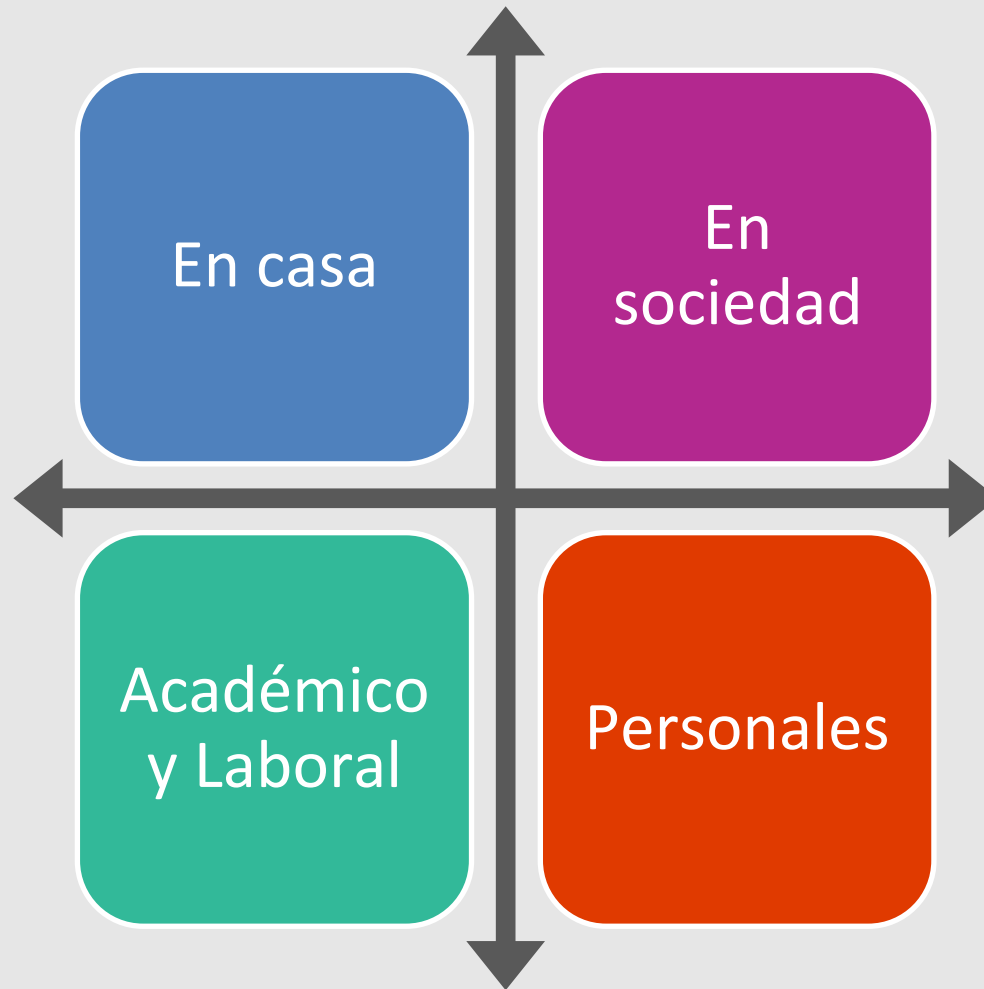 En casa
En
sociedad
Académico
y Laboral
Personales